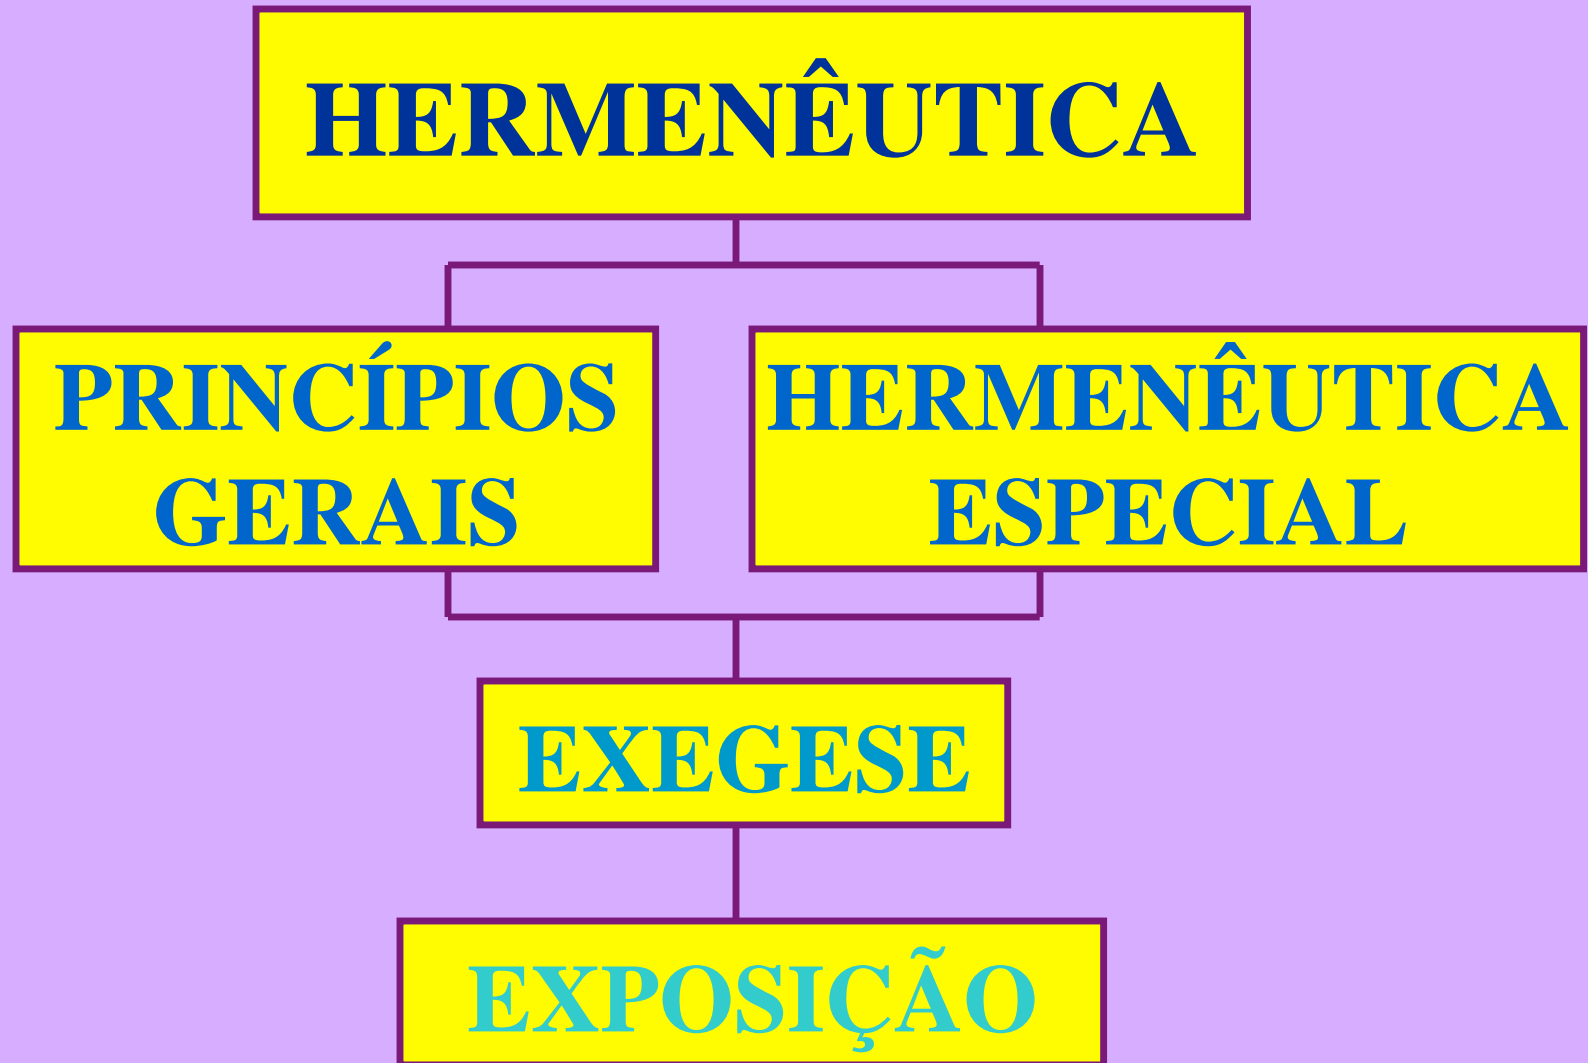 HERMENÊUTICA
PRINCÍPIOS
GERAIS
HERMENÊUTICA
ESPECIAL
EXEGESE
EXPOSIÇÃO